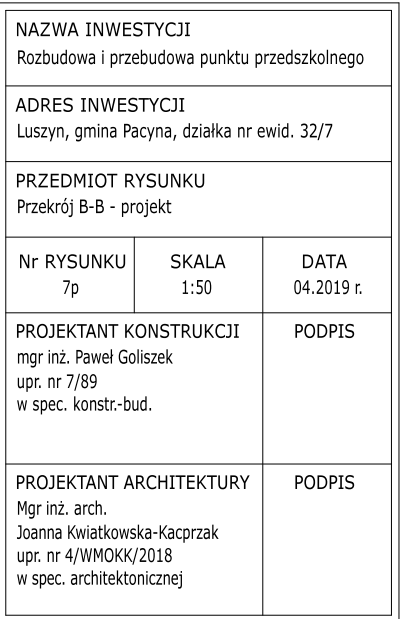 NAZWA INWESTYCJI
Rozbudowa i przebudowa punktu przedszkolnego
ADRES INWESTYCJI
Luszyn, gmina Pacyna, działka nr ewid. 32/7
PRZEDMIOT RYSUNKU
Przekrój B-B - projekt
Nr RYSUNKU
7p
SKALA
1:50
DATA
04.2019 r.
PROJEKTANT KONSTRUKCJI
mgr inż. Paweł Goliszek
upr. nr 7/89
w spec. konstr.-bud.
PODPIS
PROJEKTANT ARCHITEKTURY
Mgr inż. arch.
Joanna Kwiatkowska-Kacprzak
upr. nr 4/WMOKK/2018
w spec. architektonicznej
PODPIS